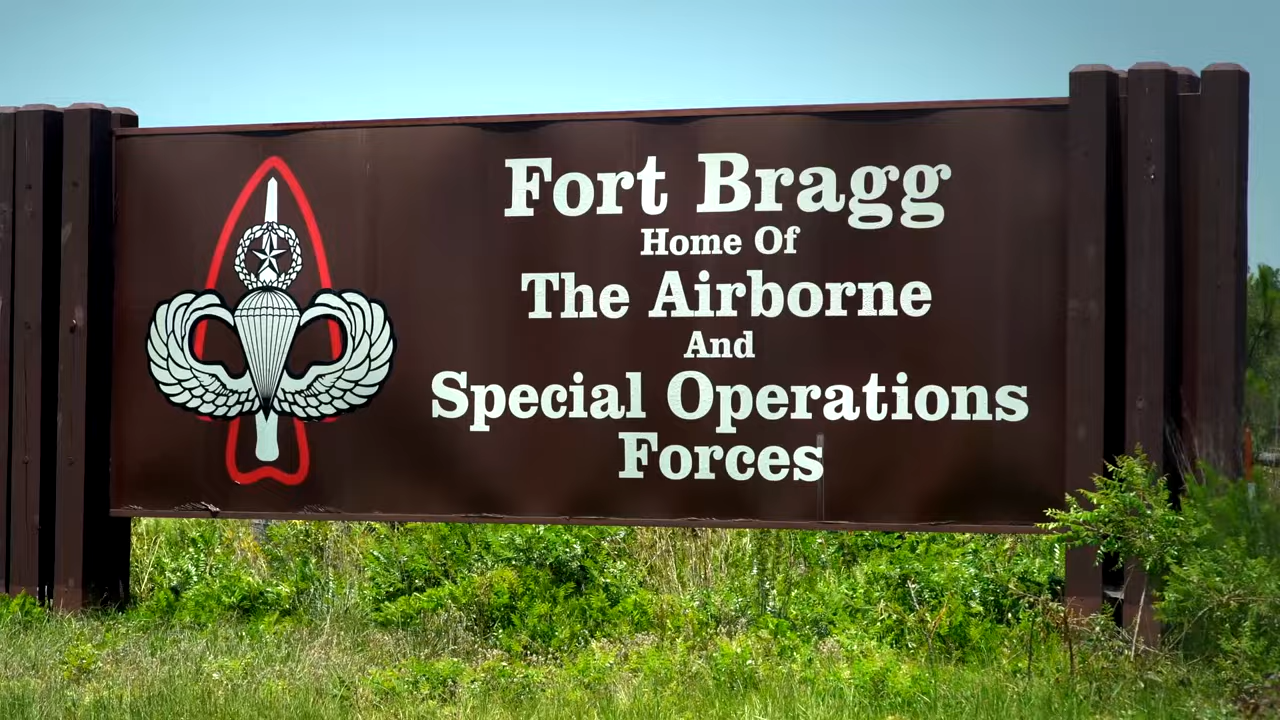 Fort Bragg
Home Of
The Airborne
And
Special Operations
Forces